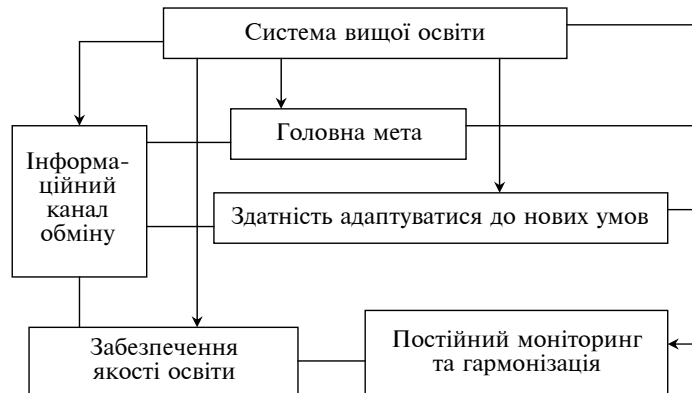 Система вищої освіти
Головна мета
Інформа-
ційний
канал
обміну
Здатність адаптуватися до нових умов
Забезпечення
якості освіти
Постійний моніторинг
та гармонізація